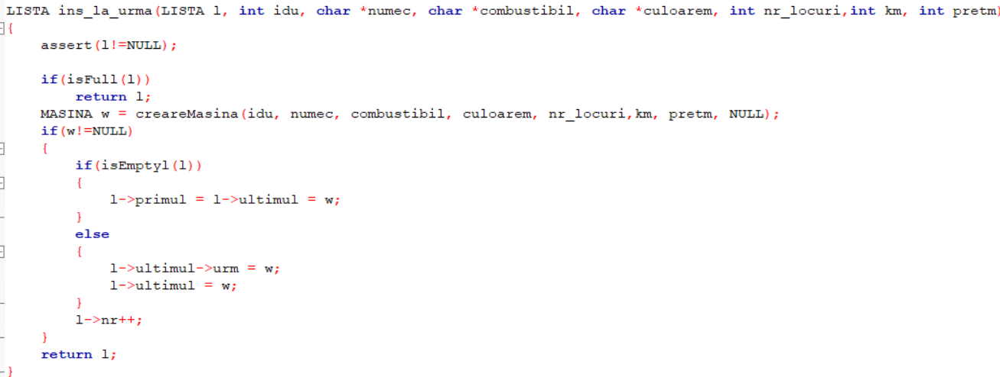 LISTA ins_la_urma(LISTA l, int idu, char *numec, char *combustibil, char *culoarem, int nr_locuri,int km, int pretm)
{
    assert(l!=NULL);

    if(isFull(l))
        return l;
    MASINA w = creareMasina(idu, numec, combustibil, culoarem, nr_locuri,km, pretm, NULL);
    if(w!=NULL)
    {
        if(isEmptyl(l))
        {
            l->primul = l->ultimul = w;
        }
        else
        {
            l->ultimul->urm = w;
            l->ultimul = w;
        }
        l->nr++;
    }
    return l;
}